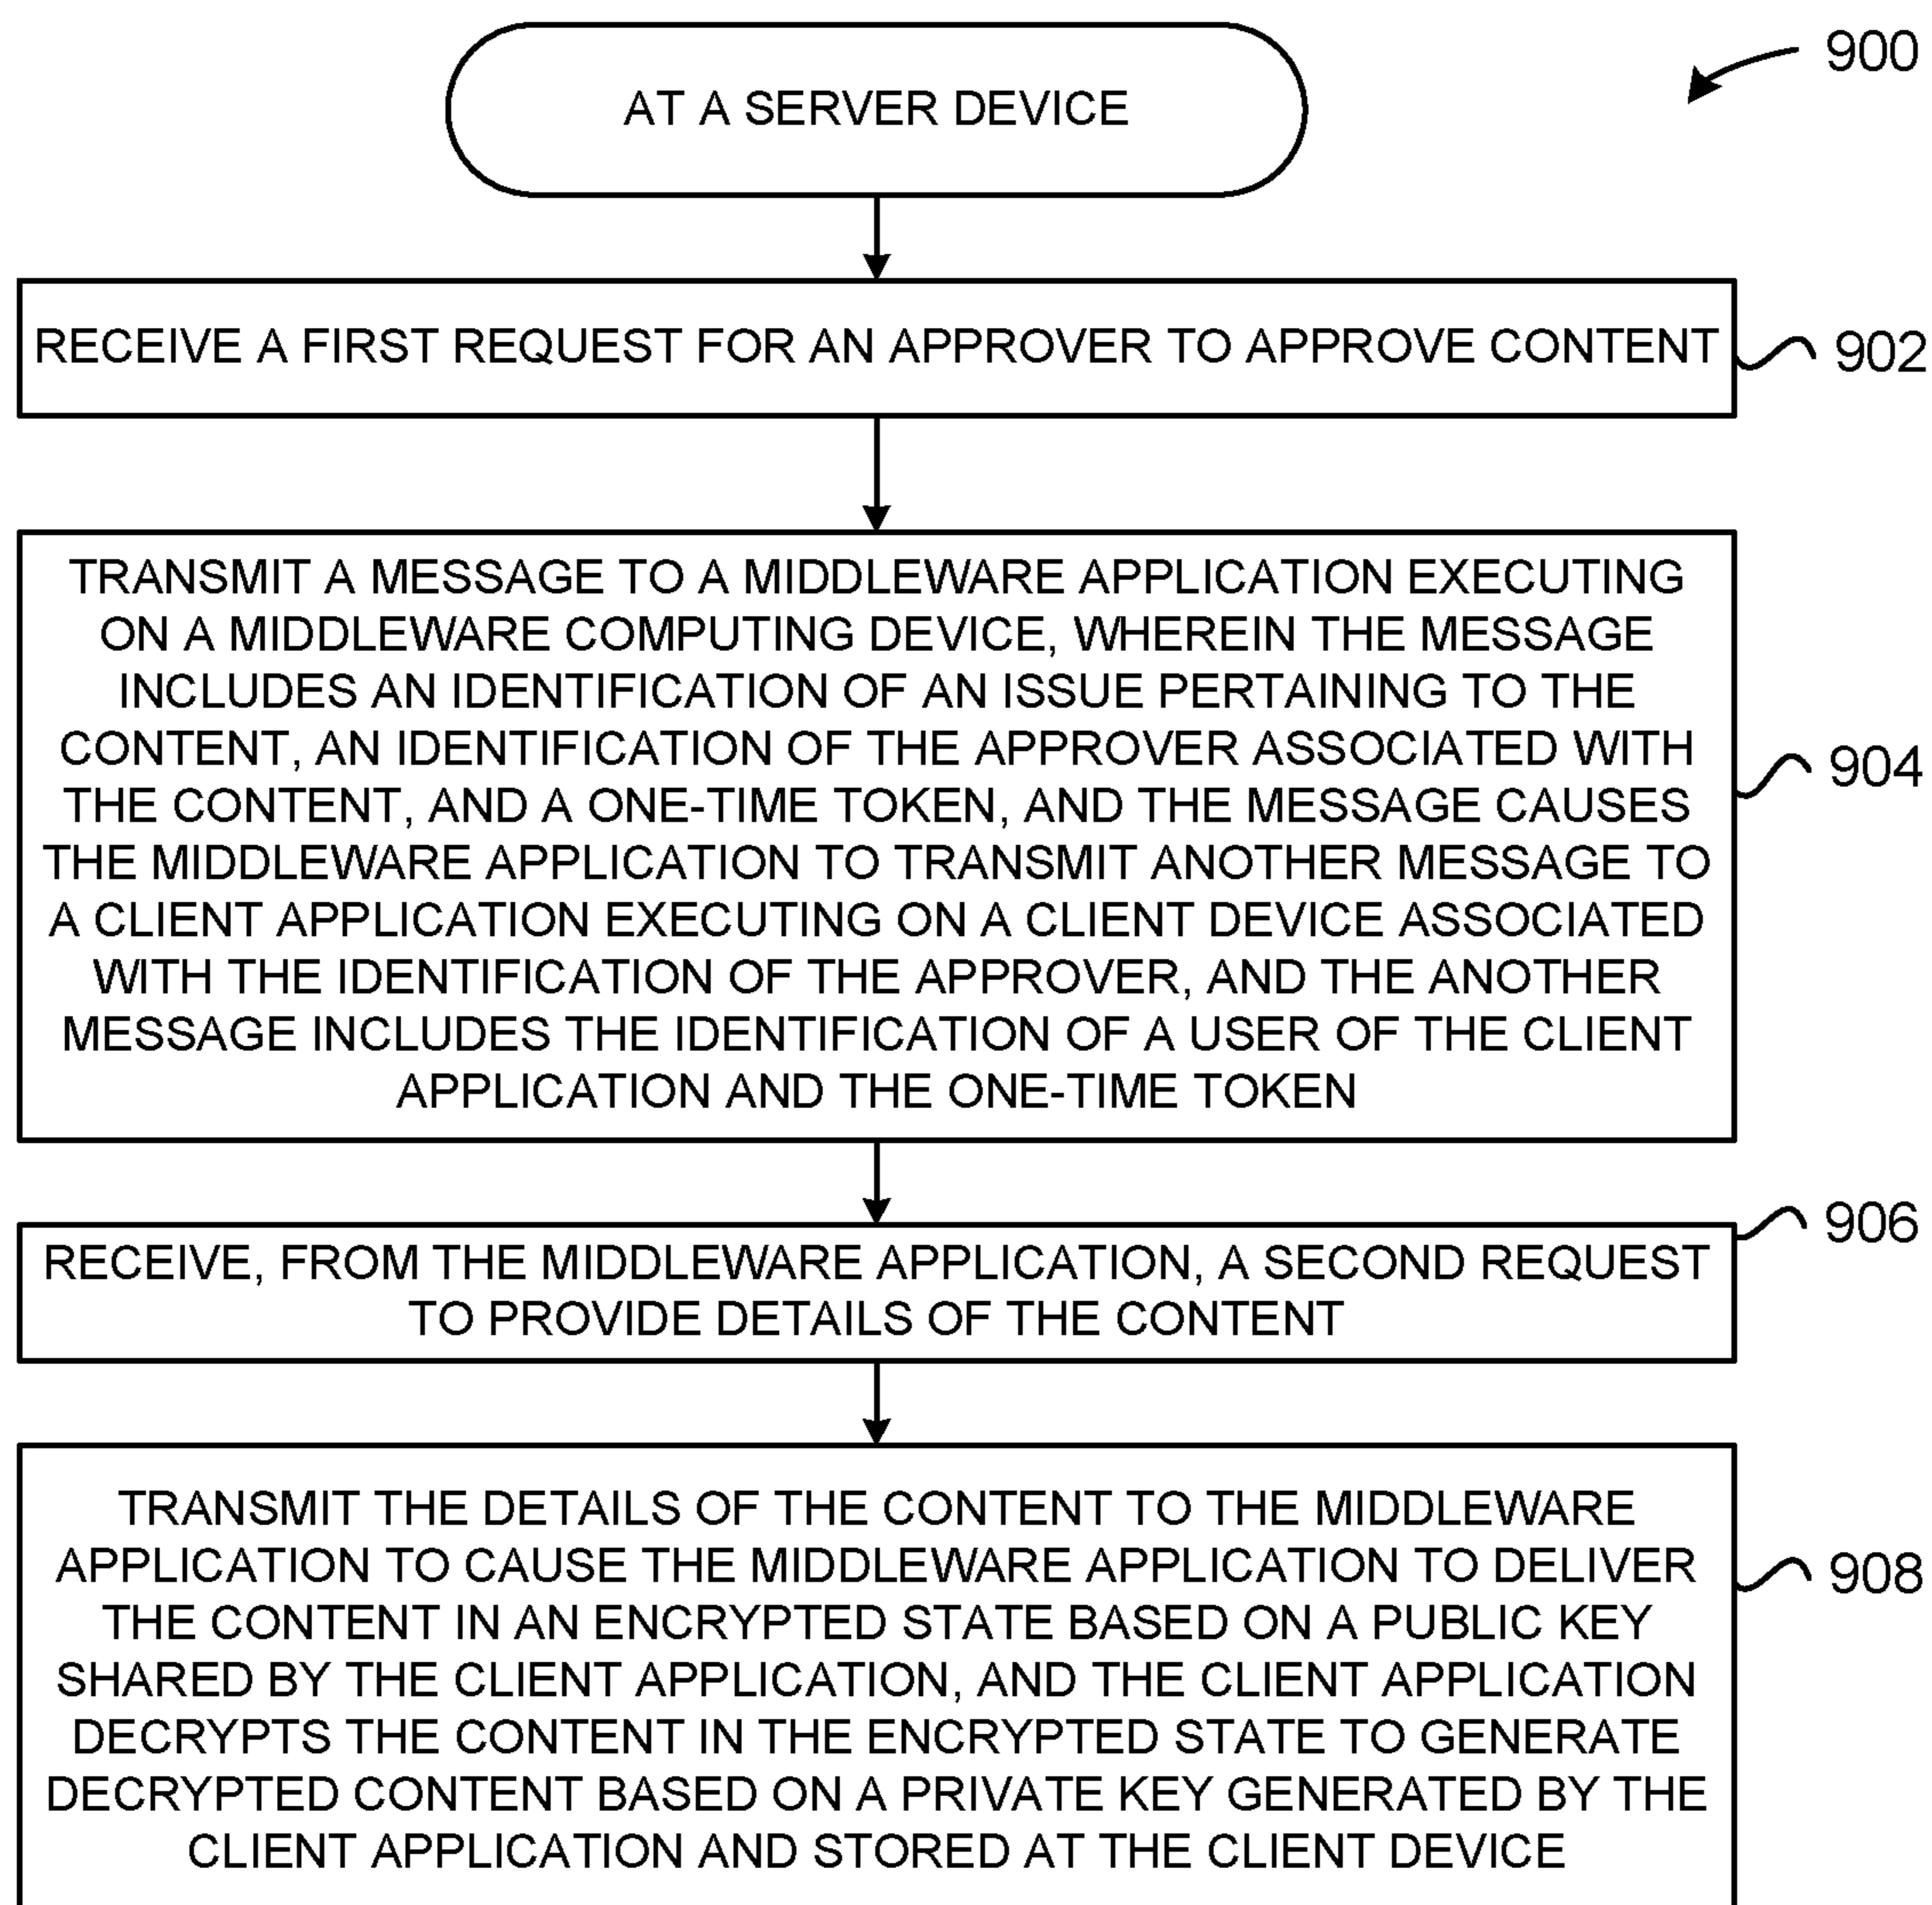 900
AT A SERVER DEVICE
RECEIVE A FIRST REQUEST FOR AN APPROVER TO APPROVE CONTENT
902
TRANSMIT A MESSAGE TO A MIDDLEWARE APPLICATION EXECUTING
ON A MIDDLEWARE COMPUTING DEVICE, WHEREIN THE MESSAGE
INCLUDES AN IDENTIFICATION OF AN ISSUE PERTAINING TO THE
CONTENT, AN IDENTIFICATION OF THE APPROVER ASSOCIATED WITH
THE CONTENT, AND A ONE-TIME TOKEN, AND THE MESSAGE CAUSES
THE MIDDLEWARE APPLICATION TO TRANSMIT ANOTHER MESSAGE TO
A CLIENT APPLICATION EXECUTING ON A CLIENT DEVICE ASSOCIATED
WITH THE IDENTIFICATION OF THE APPROVER, AND THE ANOTHER
MESSAGE INCLUDES THE IDENTIFICATION OF A USER OF THE CLIENT
APPLICATION AND THE ONE-TIME TOKEN
904
RECEIVE, FROM THE MIDDLEWARE APPLICATION, A SECOND REQUEST
TO PROVIDE DETAILS OF THE CONTENT
906
TRANSMIT THE DETAILS OF THE CONTENT TO THE MIDDLEWARE
APPLICATION TO CAUSE THE MIDDLEWARE APPLICATION TO DELIVER
THE CONTENT IN AN ENCRYPTED STATE BASED ON A PUBLIC KEY
SHARED BY THE CLIENT APPLICATION, AND THE CLIENT APPLICATION
DECRYPTS THE CONTENT IN THE ENCRYPTED STATE TO GENERATE
DECRYPTED CONTENT BASED ON A PRIVATE KEY GENERATED BY THE
CLIENT APPLICATION AND STORED AT THE CLIENT DEVICE
908